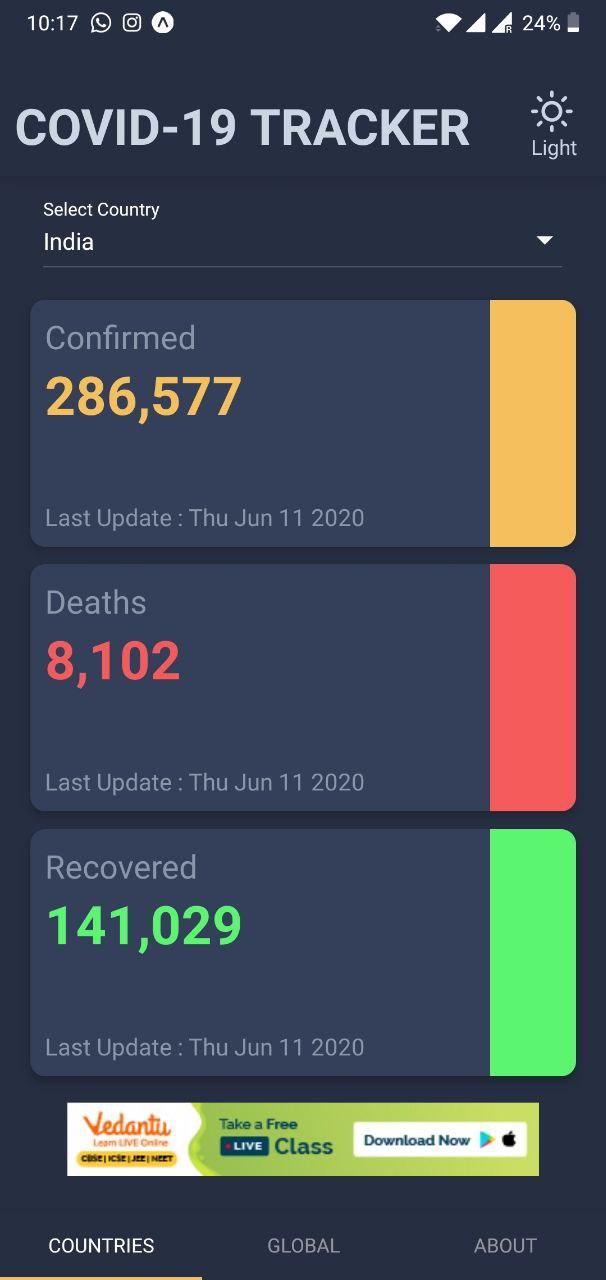 10:17
24%
COVID-19 TRACKER
Light
Select Country
India
Confirmed
286,577
Last Update : Thu Jun 11 2020
Deaths
8,102
Last Update : Thu Jun 11 2020
Recovered
141,029
Last Update : Thu Jun 11 2020
Vedantu
Learn LIVE Online
CBSE | ICSE | JEE | NEET
Take a Free
LIVE Class
Download Now
COUNTRIES GLOBAL ABOUT